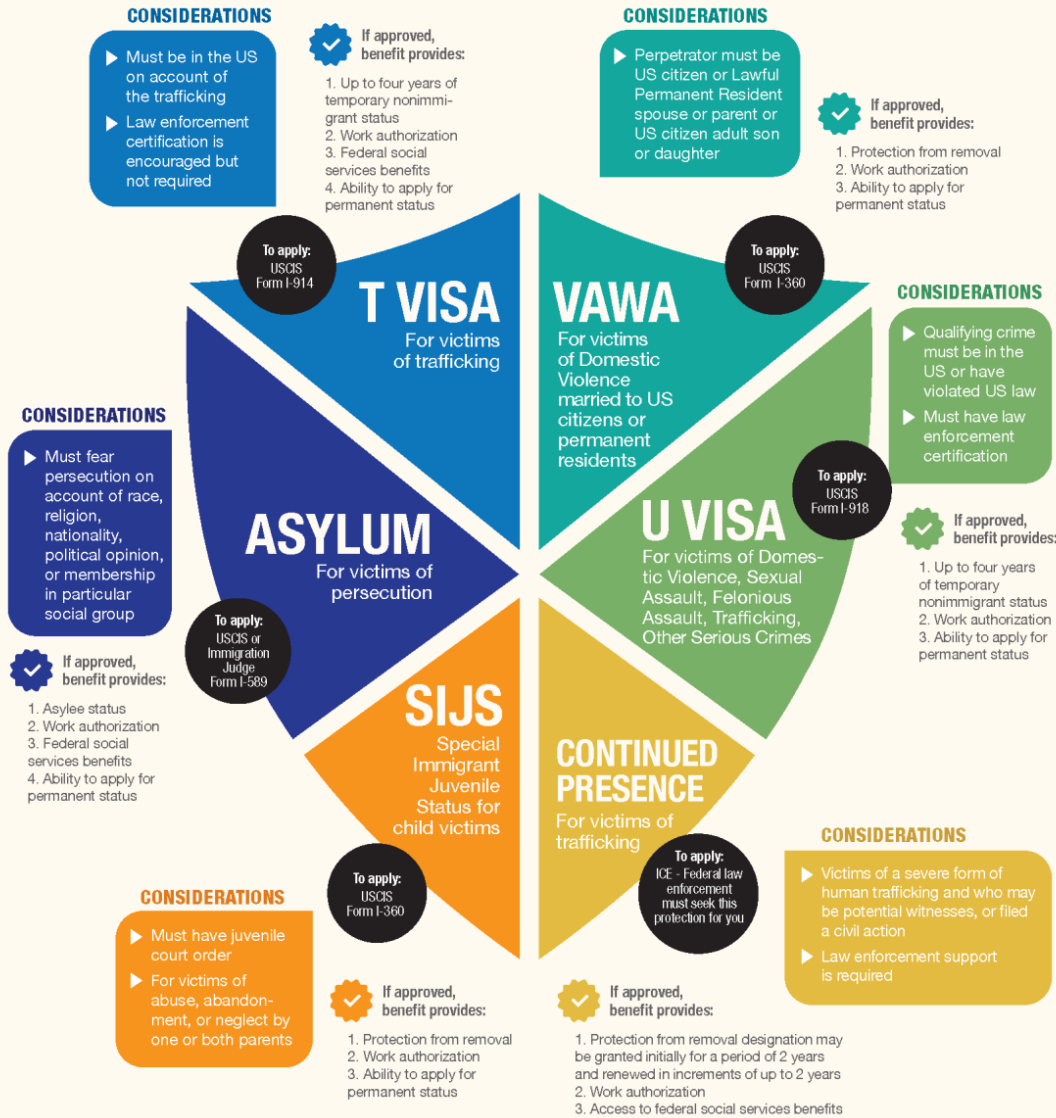 CONSIDERATIONS
Must be in the US
on account of
the trafficking
Law enforcement
certification is
encouraged but
not required
If approved,
benefit provides:
1. Up to four years of
temporary nonimmi-
grant status
2. Work authorization
3. Federal social
services benefits
4. Ability to apply for
permanent status
To apply:
USCIS
Form I-914
T VISA
For victims
of trafficking
CONSIDERATIONS
Perpetrator must be
US citizen or Lawful
Permanent Resident
spouse or parent or
US citizen adult son
or daughter
If approved,
benefit provides:
1. Protection from removal
2. Work authorization
3. Ability to apply for
permanent status
To apply:
USCIS
Form I-360
VAWA
For victims
of Domestic
Violence
married to US
citizens or
permanent
residents
CONSIDERATIONS
Qualifying crime
must be in the
US or have
violated US law
Must have law
enforcement
certification
To apply:
USCIS
Form I-918
U VISA
For victims of Domes-
tic Violence, Sexual
Assault, Felonious
Assault, Trafficking,
Other Serious Crimes
If approved,
benefit provides:
1. Up to four years
of temporary
nonimmigrant status
2. Work authorization
3. Ability to apply for
permanent status
CONSIDERATIONS
Must fear
persecution on
account of race,
religion,
nationality,
political opinion,
or membership
in particular
social group
ASYLUM
For victims of
persecution
To apply:
USCIS or
Immigration
Judge
Form I-589
If approved,
benefit provides:
1. Asylee status
2. Work authorization
3. Federal social
services benefits
4. Ability to apply for
permanent status
SIJS
Special
Immigrant
Juvenile
Status for
child victims
To apply:
USCIS
Form I-360
CONSIDERATIONS
Must have juvenile
court order
For victims of
abuse, abandon-
ment, or neglect by
one or both parents
If approved,
benefit provides:
1. Protection from removal
2. Work authorization
3. Ability to apply for
permanent status
CONTINUED
PRESENCE
For victims of
trafficking
To apply:
ICE - Federal law
enforcement
must seek this
protection for you
CONSIDERATIONS
Victims of a severe form of
human trafficking and who may
be potential witnesses, or filed
a civil action
Law enforcement support
is required
If approved,
benefit provides:
1. Protection from removal designation may
be granted initially for a period of 2 years
and renewed in increments of up to 2 years
2. Work authorization
3. Access to federal social services benefits